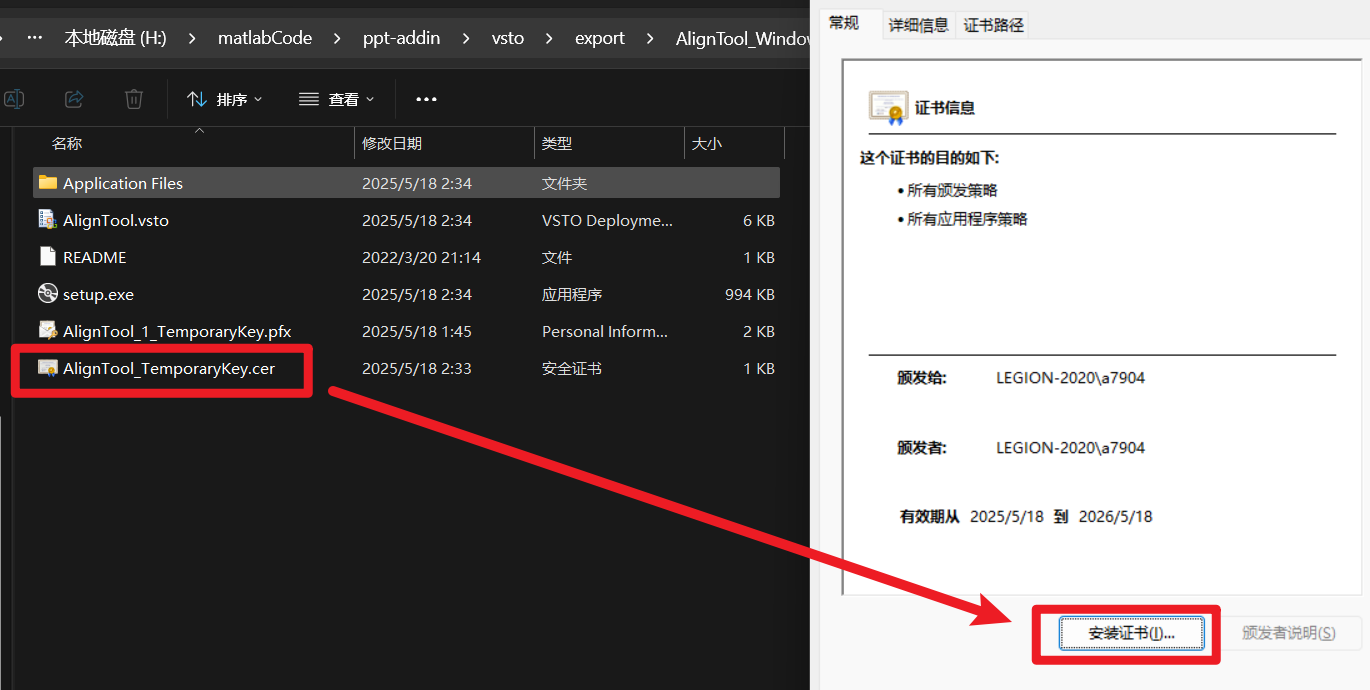 ··· 本地磁盘 (H:) > matlabCode > ppt-addin > vsto > export > AlignTool_Windov
排序 查看 ···
名称 修改日期 类型 大小
Application Files 2025/5/18 2:34 文件夹
AlignTool.vsto 2025/5/18 2:34 VSTO Deployme... 6 KB
README 2022/3/20 21:14 文件 1 KB
setup.exe 2025/5/18 2:34 应用程序 994 KB
AlignTool_1_TemporaryKey.pfx 2025/5/18 1:45 Personal Inform... 2 KB
AlignTool_TemporaryKey.cer 2025/5/18 2:33 安全证书 1 KB
常规 详细信息 证书路径
证书信息
这个证书的目的如下:
• 所有颁发策略
• 所有应用程序策略
颁发给: LEGION-2020\a7904
颁发者: LEGION-2020\a7904
有效期从 2025/5/18 到 2026/5/18
安装证书(I)... 颁发者说明(S)